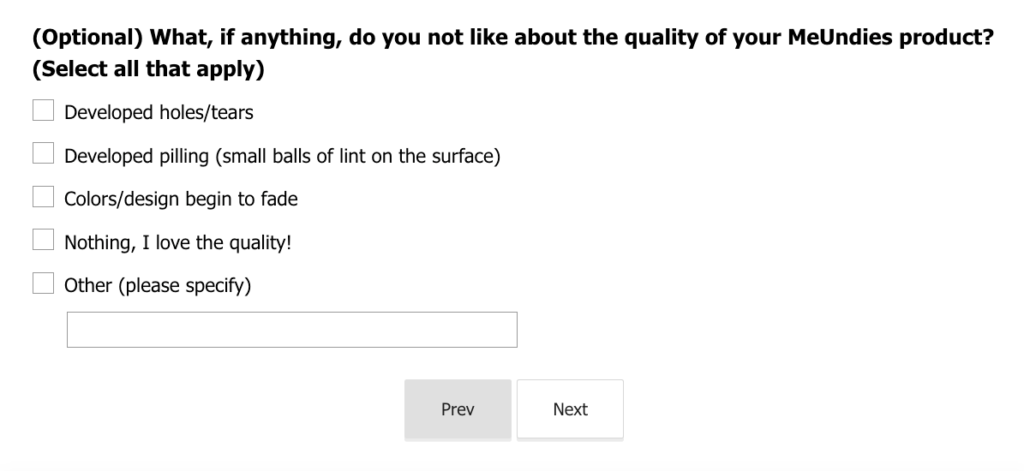 (Optional) What, if anything, do you not like about the quality of your MeUndies product?
(Select all that apply)
Developed holes/tears
Developed pilling (small balls of lint on the surface)
Colors/design begin to fade
Nothing, I love the quality!
Other (please specify)
Prev
Next